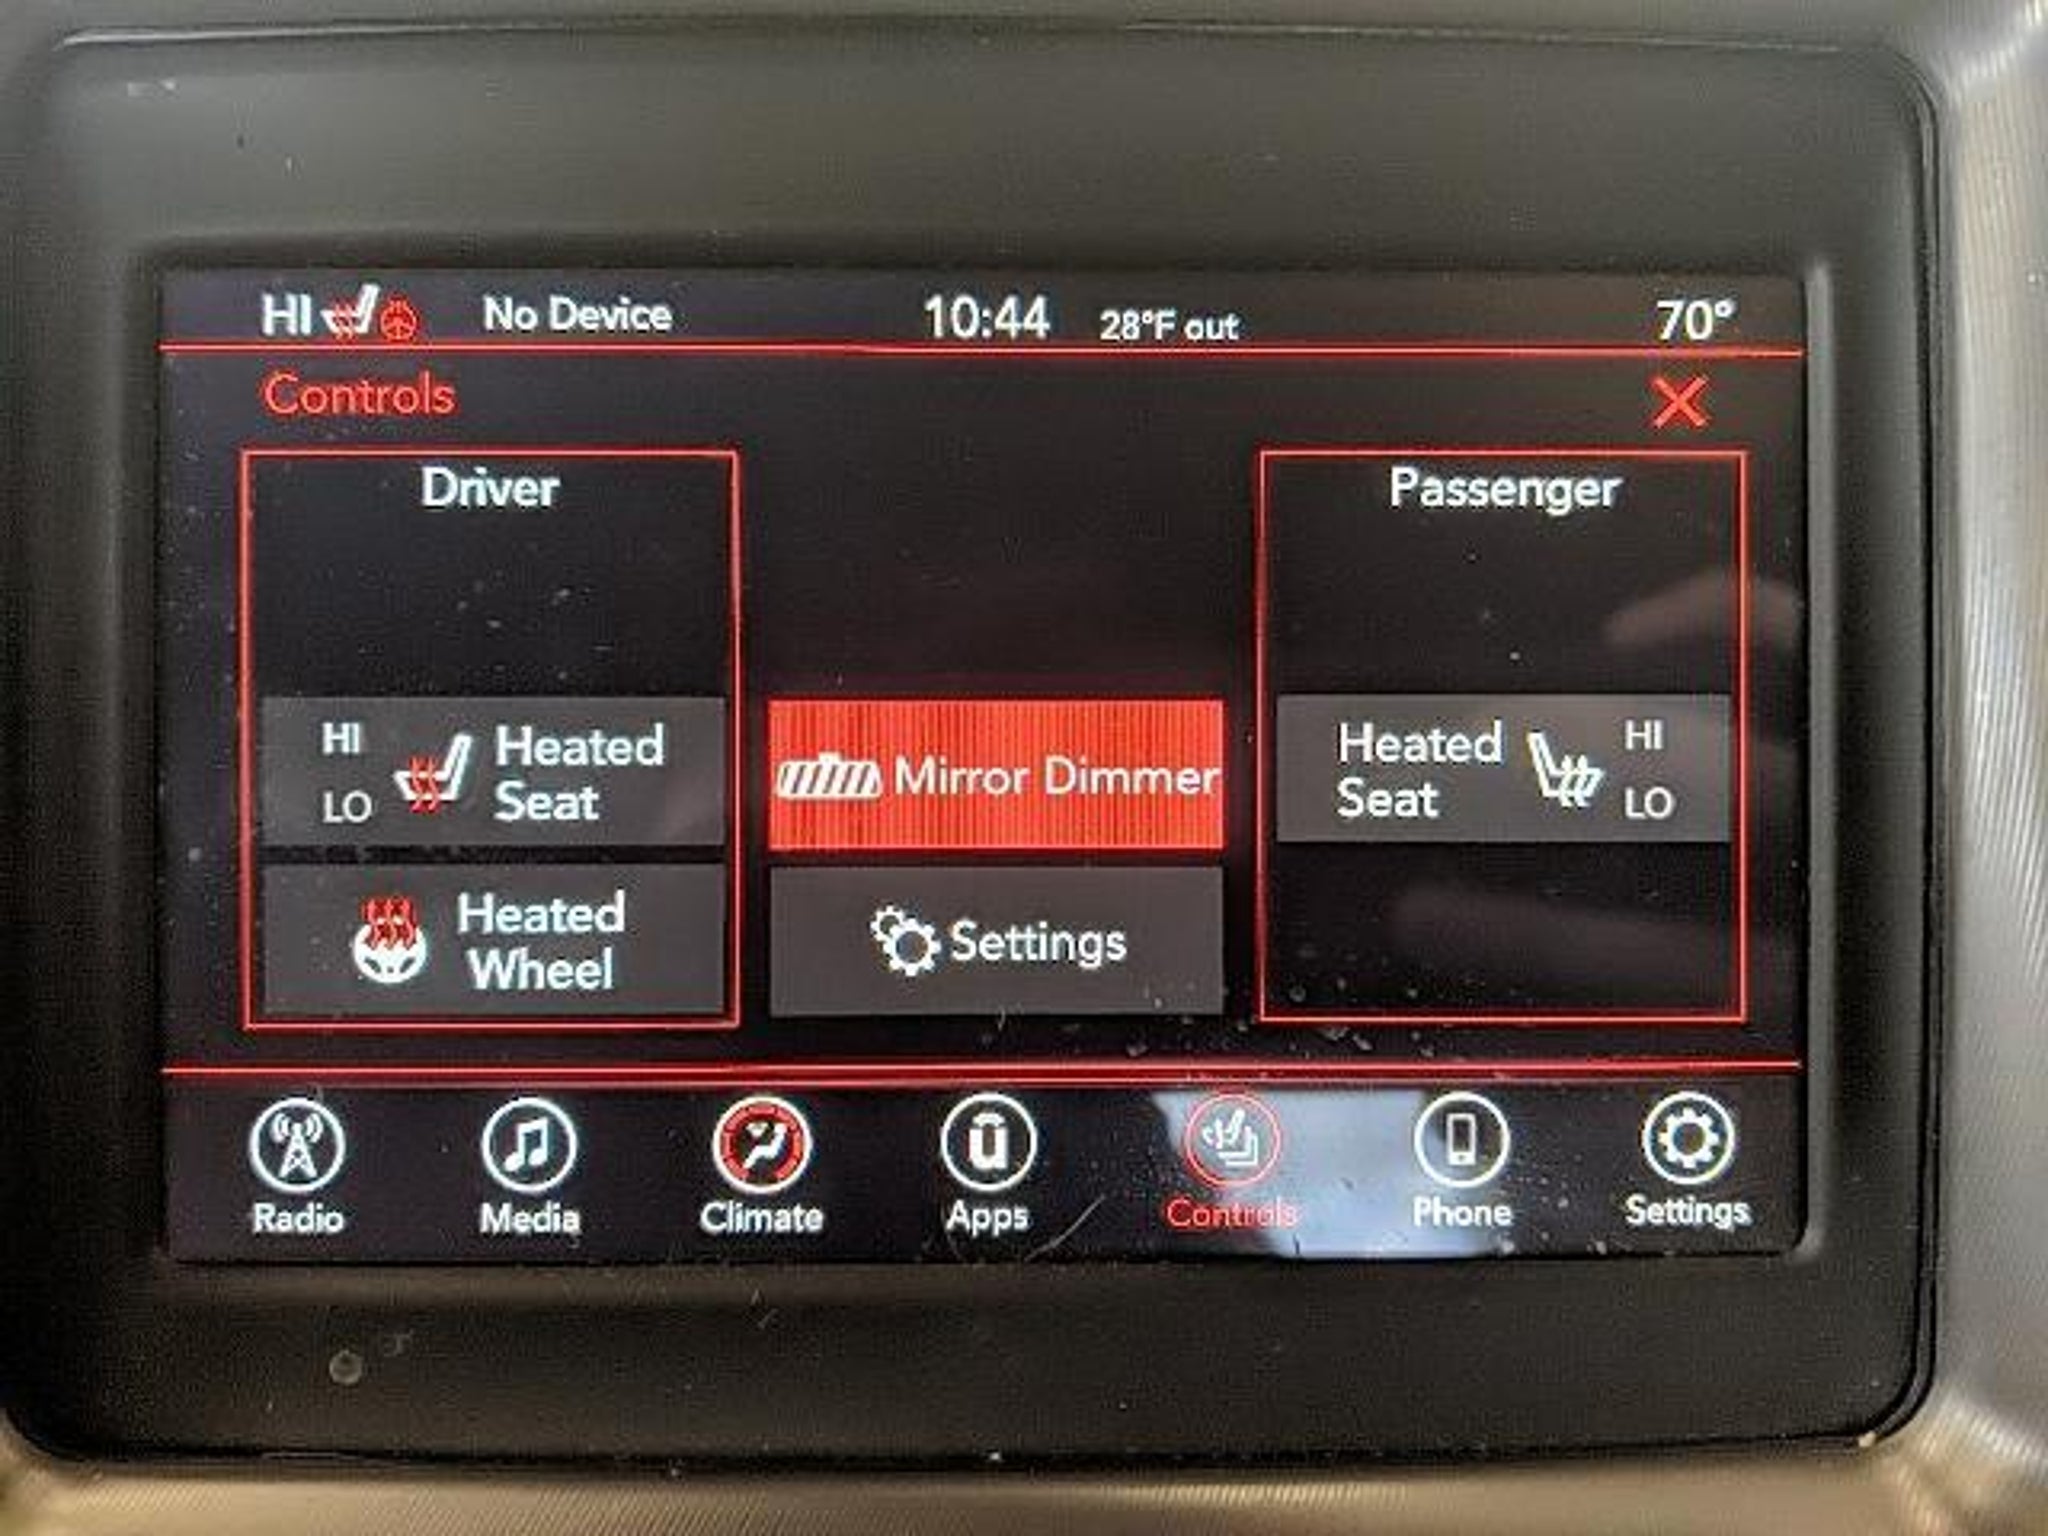 HI No Device 10:44 28°F out 70°
Controls
Driver
Passenger
HI
LO
Heated
Seat
Mirror Dimmer
Heated
Seat
HI
LO
Heated
Wheel
Settings
Radio Media Climate Apps Controls Phone Settings